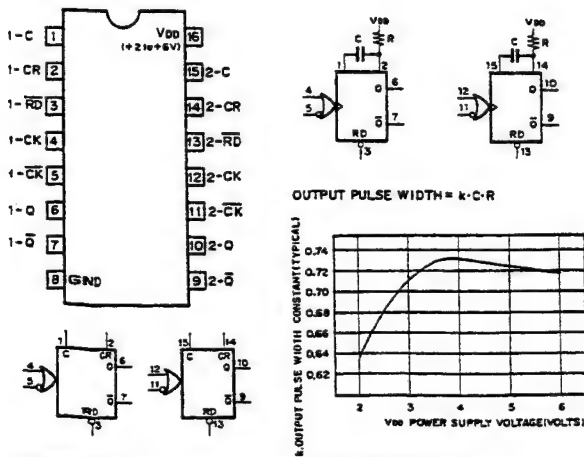 1-C 1
1-CR 2
1-RD 3
1-CK 4
1-CK 5
1-Q 6
1-Q 7
8 GND
VDD 16
(+2 to +6V)
15 2-C
14 2-CR
13 2-RD
12 2-CK
11 2-CK
10 2-Q
9 2-Q
VDD
C R
1 2
4 Q 6
5 Q 7
RD
3
VDD
C R
15 14
12 Q 10
11 Q 9
RD
13
OUTPUT PULSE WIDTH = k·C·R
k. OUTPUT PULSE WIDTH CONSTANT (TYPICAL)
0.74
0.72
0.70
0.68
0.66
0.64
0.62
2 3 4 5 6
VDD POWER SUPPLY VOLTAGE (VOLTS)
1 2
C CR
4 Q 6
5 Q 7
RD
3
15 14
C CR
12 Q 10
11 Q 9
RD
13